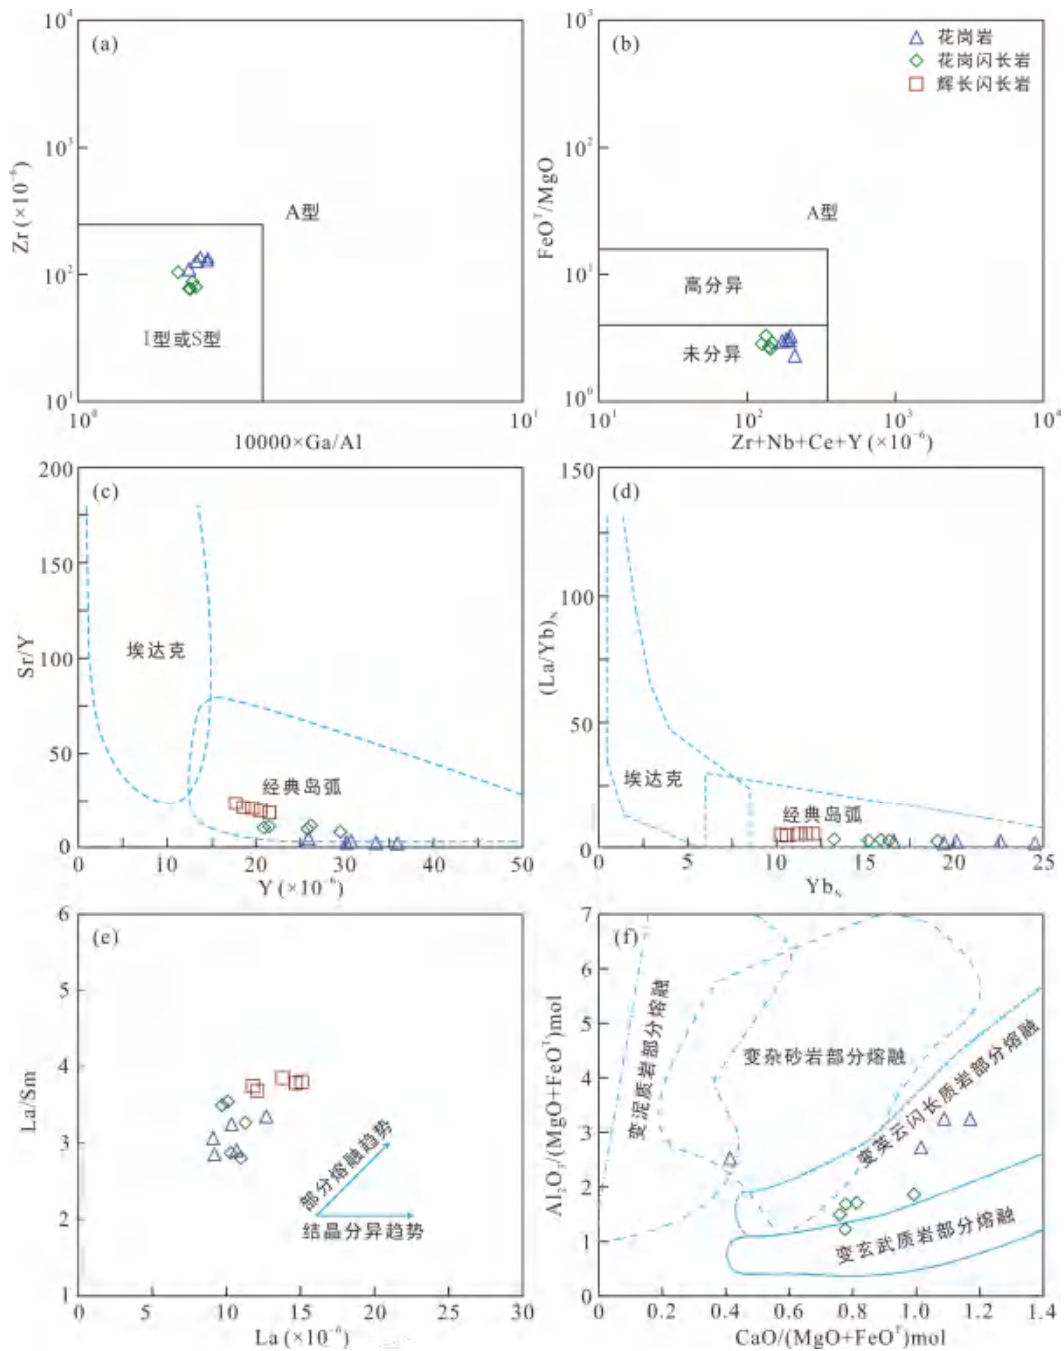 (a)
10⁴
10³
10²
10¹
Zr (×10⁻⁶)
A型
I型或S型
10⁰
10¹
10000×Ga/Al
(b)
花岗岩
花岗闪长岩
辉长闪长岩
10³
10²
10¹
10⁰
FeOᵀ/MgO
A型
高分异
未分异
10¹
10²
10³
10⁴
Zr+Nb+Ce+Y (×10⁻⁶)
(c)
200
150
100
50
0
Sr/Y
埃达克
经典岛弧
0
10
20
30
40
50
Y (×10⁻⁶)
(d)
150
100
50
0
(La/Yb)N
埃达克
经典岛弧
0
5
10
15
20
25
YbN
(e)
6
5
4
3
2
1
La/Sm
部分熔融趋势
结晶分异趋势
0
5
10
15
20
25
30
La (×10⁻⁶)
(f)
7
6
5
4
3
2
1
0
Al₂O₃/(MgO+FeOᵀ)mol
变泥质岩部分熔融
变杂砂岩部分熔融
变英云闪长质岩部分熔融
变玄武质岩部分熔融
0
0.4
0.6
0.8
1.0
1.2
1.4
CaO/(MgO+FeOᵀ)mol